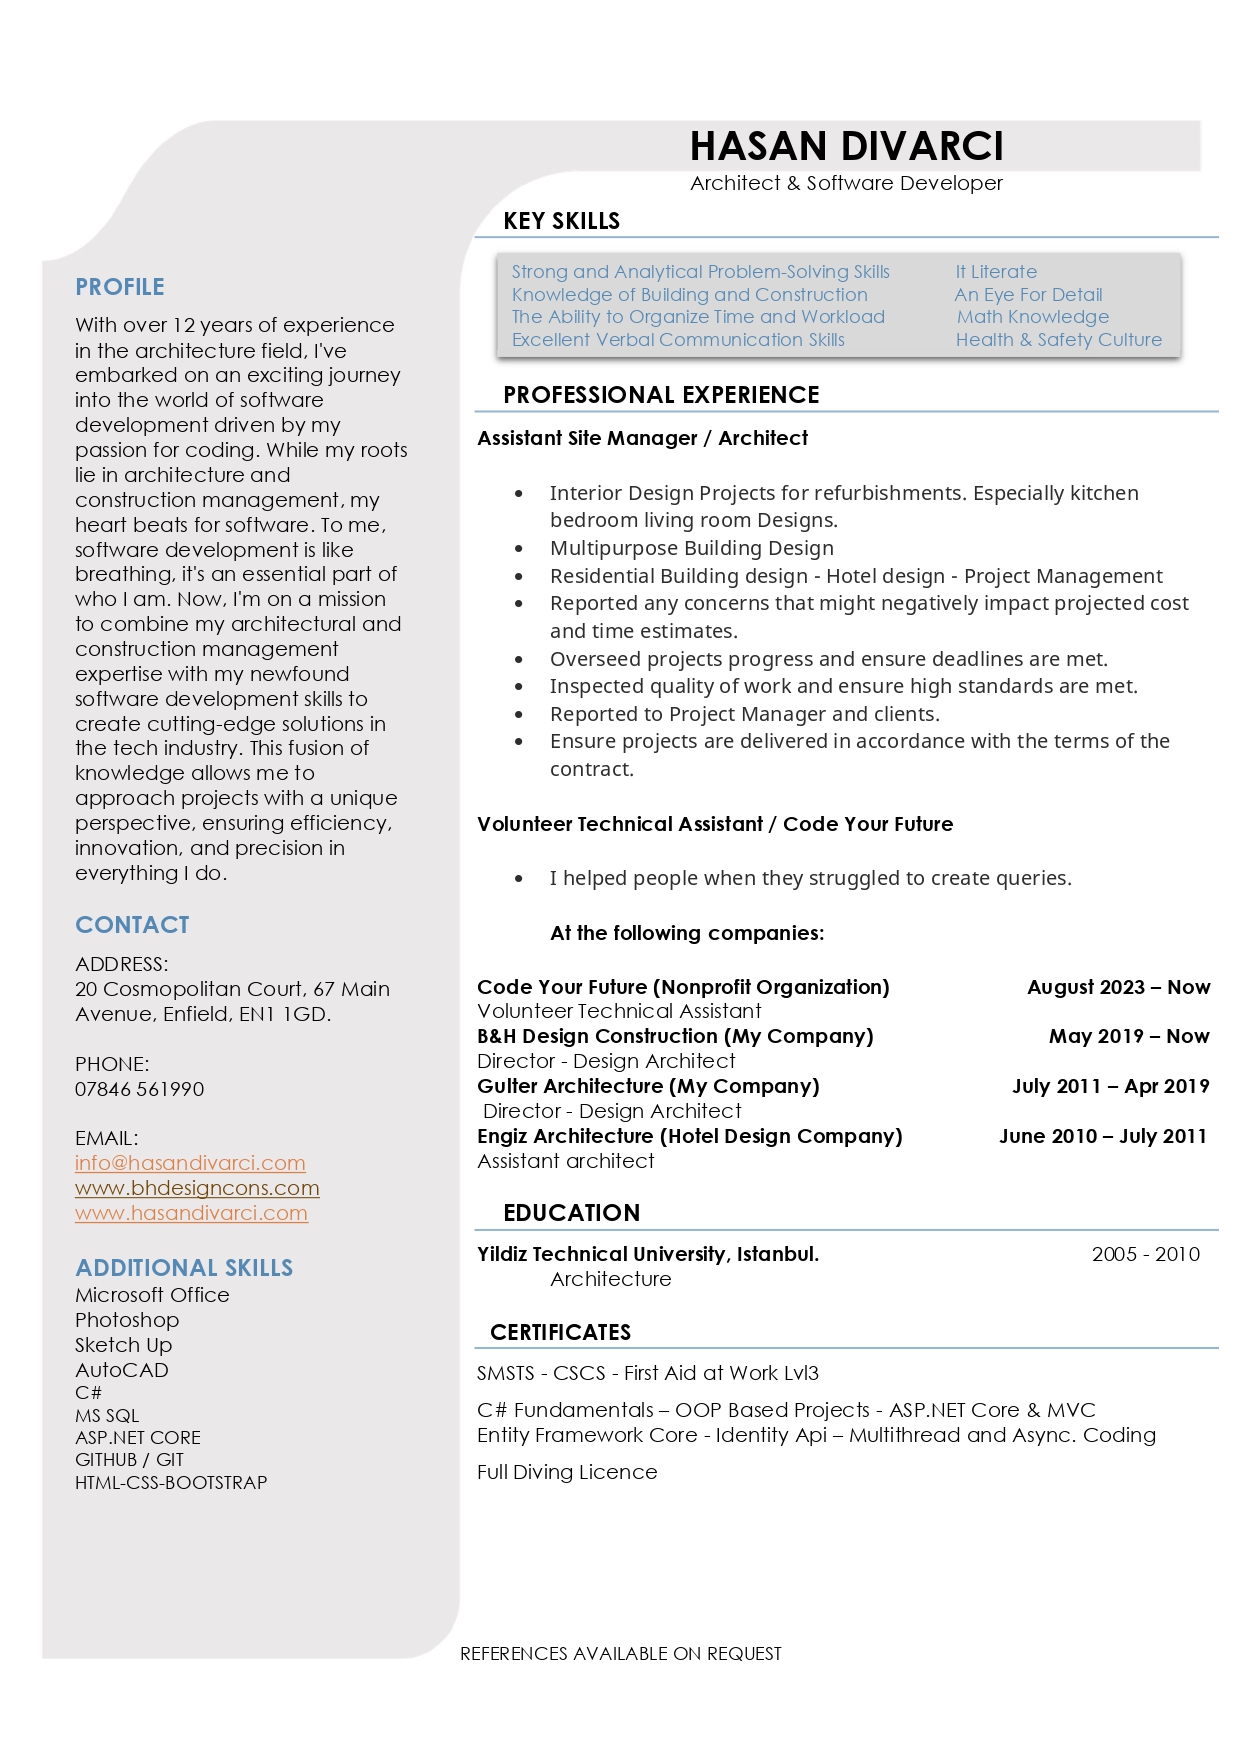 HASAN DIVARCI
Architect & Software Developer
PROFILE
With over 12 years of experience
in the architecture field, I've
embarked on an exciting journey
into the world of software
development driven by my
passion for coding. While my roots
lie in architecture and
construction management, my
heart beats for software. To me,
software development is like
breathing, it's an essential part of
who I am. Now, I'm on a mission
to combine my architectural and
construction management
expertise with my newfound
software development skills to
create cutting-edge solutions in
the tech industry. This fusion of
knowledge allows me to
approach projects with a unique
perspective, ensuring efficiency,
innovation, and precision in
everything I do.
CONTACT
ADDRESS:
20 Cosmopolitan Court, 67 Main
Avenue, Enfield, EN1 1GD.
PHONE:
07846 561990
EMAIL:
info@hasandivarci.com
www.bhdesigncons.com
www.hasandivarci.com
ADDITIONAL SKILLS
Microsoft Office
Photoshop
Sketch Up
AutoCAD
C#
MS SQL
ASP.NET CORE
GITHUB / GIT
HTML-CSS-BOOTSTRAP
KEY SKILLS
Strong and Analytical Problem-Solving Skills It Literate
Knowledge of Building and Construction An Eye For Detail
The Ability to Organize Time and Workload Math Knowledge
Excellent Verbal Communication Skills Health & Safety Culture
PROFESSIONAL EXPERIENCE
Assistant Site Manager / Architect
• Interior Design Projects for refurbishments. Especially kitchen
bedroom living room Designs.
• Multipurpose Building Design
• Residential Building design - Hotel design - Project Management
• Reported any concerns that might negatively impact projected cost
and time estimates.
• Overseed projects progress and ensure deadlines are met.
• Inspected quality of work and ensure high standards are met.
• Reported to Project Manager and clients.
• Ensure projects are delivered in accordance with the terms of the
contract.
Volunteer Technical Assistant / Code Your Future
• I helped people when they struggled to create queries.
At the following companies:
Code Your Future (Nonprofit Organization) August 2023 – Now
Volunteer Technical Assistant
B&H Design Construction (My Company) May 2019 – Now
Director - Design Architect
Gulter Architecture (My Company) July 2011 – Apr 2019
Director - Design Architect
Engiz Architecture (Hotel Design Company) June 2010 – July 2011
Assistant architect
EDUCATION
Yildiz Technical University, Istanbul. 2005 - 2010
Architecture
CERTIFICATES
SMSTS - CSCS - First Aid at Work Lvl3
C# Fundamentals – OOP Based Projects - ASP.NET Core & MVC
Entity Framework Core - Identity Api – Multithread and Async. Coding
Full Diving Licence
REFERENCES AVAILABLE ON REQUEST